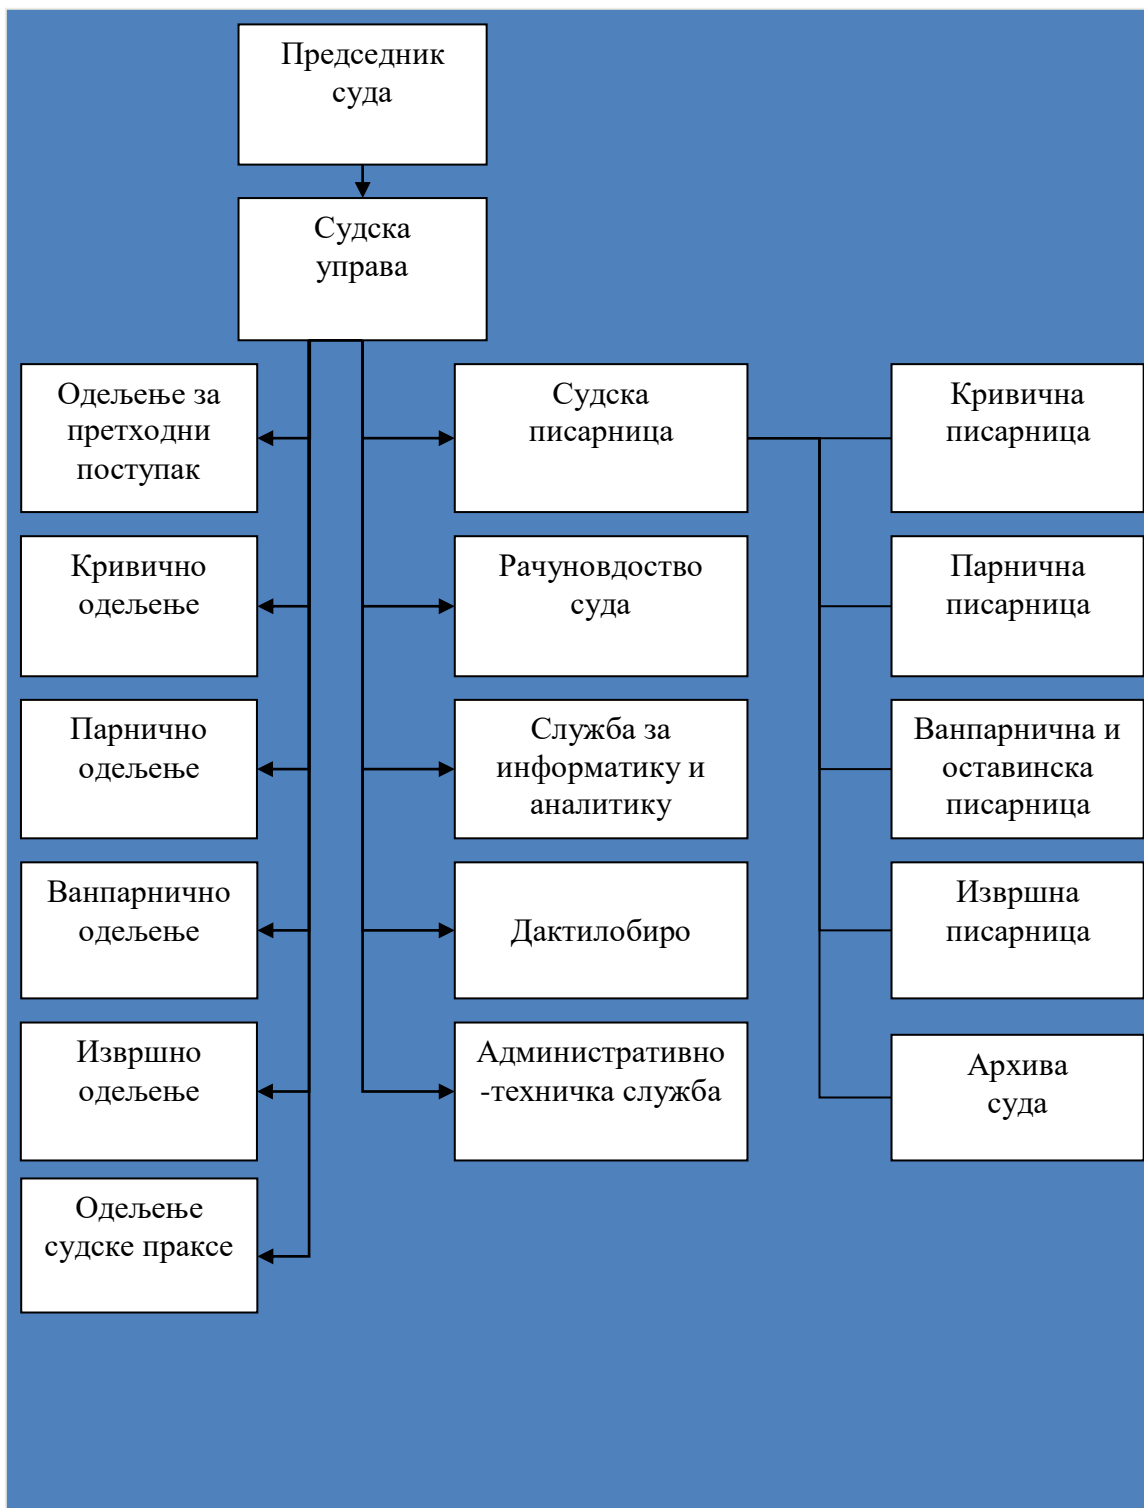 Председник
суда
Судска
управа
Одељење за
претходни
поступак
Кривично
одељење
Парнично
одељење
Ванпарнично
одељење
Извршно
одељење
Одељење
судске праксе
Судска
писарница
Рачуновдоство
суда
Служба за
информатику и
аналитику
Дактилобиро
Административно
-техничка служба
Кривична
писарница
Парнична
писарница
Ванпарнична и
оставинска
писарница
Извршна
писарница
Архива
суда